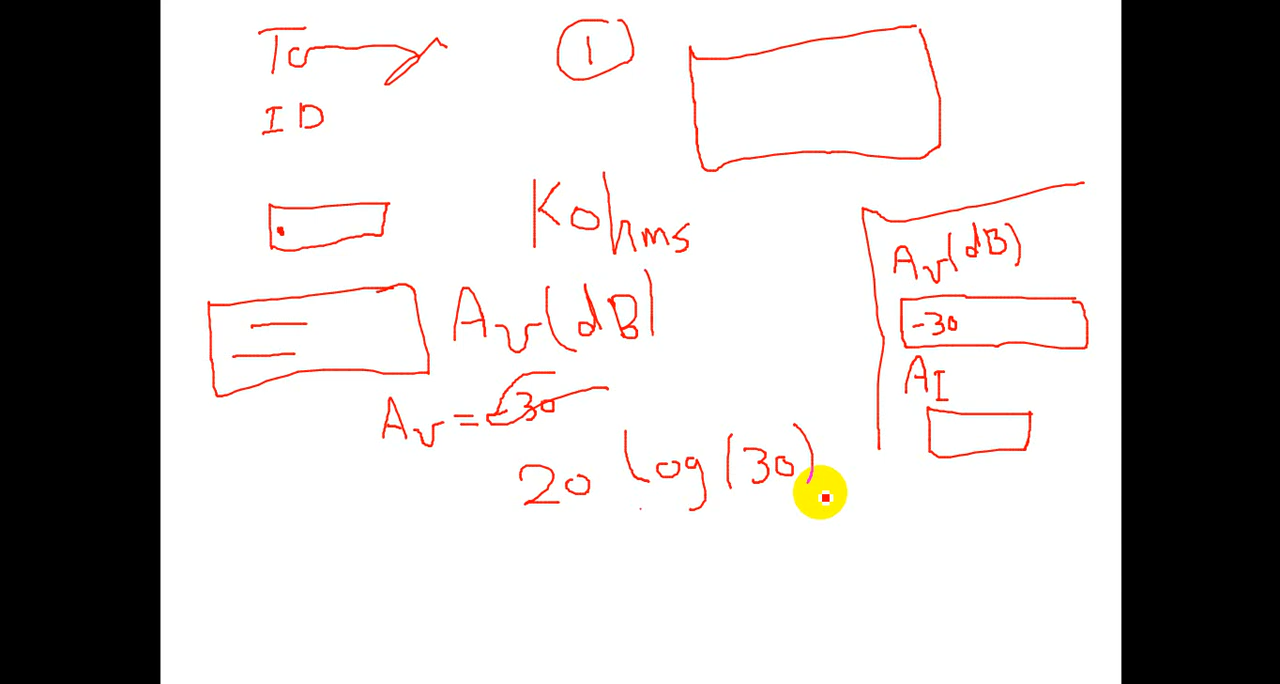 To
1
ID
Kohms
Av(dB)
Av = -30
20 log(30)
Av(dB)
-30
AI